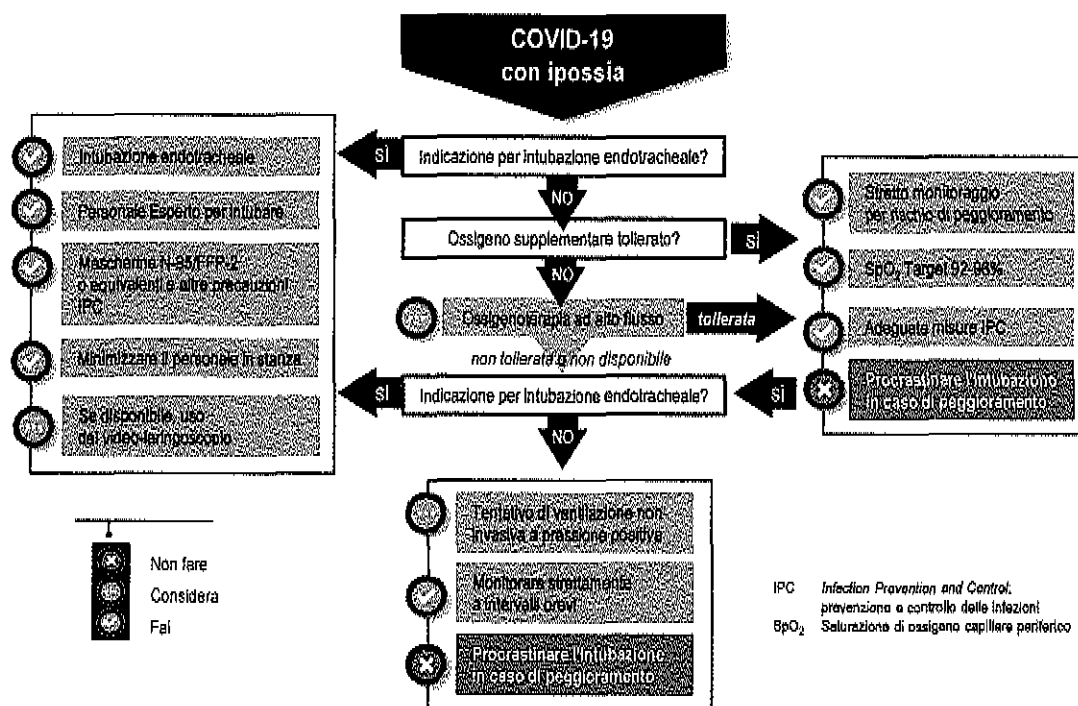 COVID-19
con ipossia
Indicazione per intubazione endotracheale?
SÌ
NO
Intubazione endotracheale
Personale Esperto per intubare
Mascherine N-95/FFP-2
o equivalenti e altre precauzioni
IPC
Minimizzare il personale in stanza
Se disponibile, uso
del video-laringoscopio
Ossigeno supplementare tollerato?
SÌ
NO
Stretto monitoraggio
per rischio di peggioramento
SpO2 Target 92-96%
Adeguate misure IPC
Procrastinare l'Intubazione
in caso di peggioramento
Ossigenoterapia ad alto flusso
tollerata
non tollerata o non disponibile
SÌ
Indicazione per Intubazione endotracheale?
SÌ
NO
Tentativo di ventilazione non
invasiva a pressione positiva
Monitorare strettamente
a intervalli brevi
Procrastinare l'Intubazione
in caso di peggioramento
Non fare
Considera
Fai
IPC Infection Prevention and Control:
prevenzione e controllo delle infezioni
SpO2 Saturazione di ossigeno capillare periferico